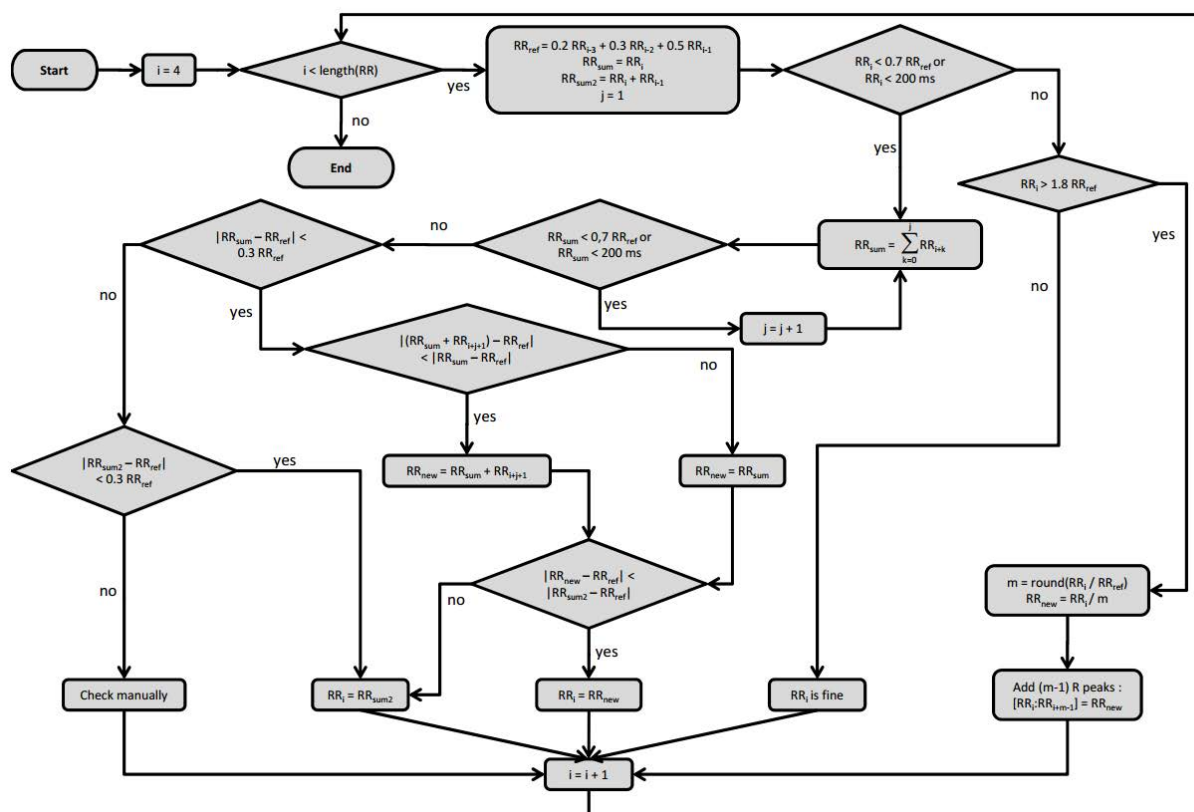 Start
i = 4
i < length(RR)
yes
no
End
RRref = 0.2 RRi-3 + 0.3 RRi-2 + 0.5 RRi-1
RRsum = RRi
RRsum2 = RRi + RRi-1
j = 1
RRi < 0.7 RRref or
RRi < 200 ms
no
yes
RRi > 1.8 RRref
yes
no
RRsum = ∑ RRi+k
j
k=0
RRsum < 0,7 RRref or
RRsum < 200 ms
no
yes
j = j + 1
|RRsum – RRref| <
0.3 RRref
no
yes
|(RRsum + RRi+j+1) – RRref|
< |RRsum – RRref|
no
yes
RRnew = RRsum + RRi+j+1
RRnew = RRsum
|RRsum2 – RRref|
< 0.3 RRref
yes
no
|RRnew – RRref| <
|RRsum2 – RRref|
no
yes
m = round(RRi / RRref)
RRnew = RRi / m
Check manually
RRi = RRsum2
RRi = RRnew
RRi is fine
Add (m-1) R peaks :
[RRi:RRi+m-1] = RRnew
i = i + 1